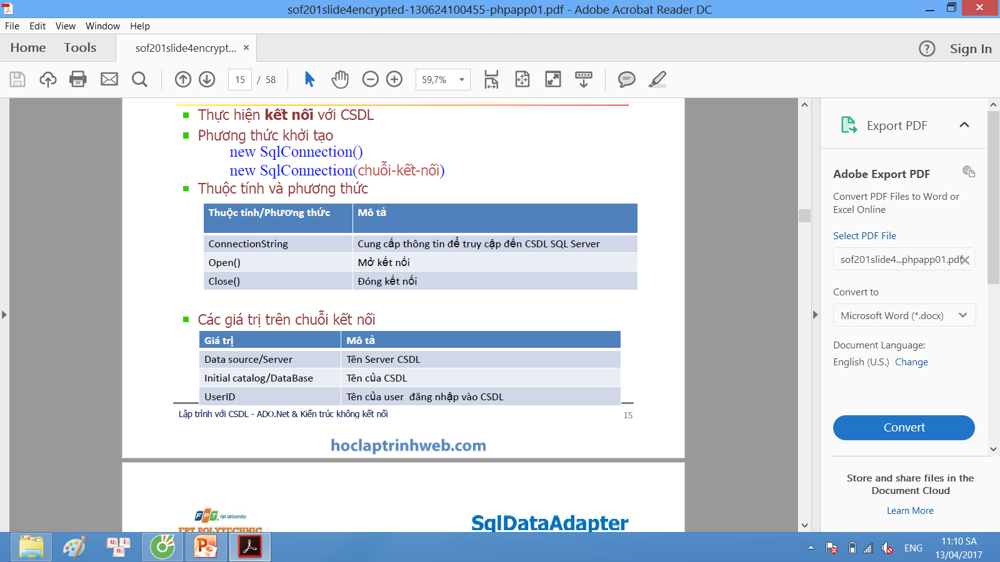 sof201slide4encrypted-130624100455-phpapp01.pdf - Adobe Acrobat Reader DC
File Edit View Window Help
Home Tools sof201slide4encrypt... × ? Sign In
15 / 58 59,7%
Thực hiện kết nối với CSDL
Phương thức khởi tạo
new SqlConnection()
new SqlConnection(chuỗi-kết-nối)
Thuộc tính và phương thức
Thuộc tính/Phương thức Mô tả
ConnectionString Cung cấp thông tin để truy cập đến CSDL SQL Server
Open() Mở kết nối
Close() Đóng kết nối
Các giá trị trên chuỗi kết nối
Giá trị Mô tả
Data source/Server Tên Server CSDL
Initial catalog/DataBase Tên của CSDL
UserID Tên của user đăng nhập vào CSDL
Lập trình với CSDL - ADO.Net & Kiến trúc không kết nối 15
hoclaptrinhweb.com
FPT Fpt University
FPT POLYTECHNIC
SqlDataAdapter
Export PDF
Adobe Export PDF
Convert PDF Files to Word or
Excel Online
Select PDF File
sof201slide4...phpapp01.pdf
Convert to
Microsoft Word (*.docx)
Document Language:
English (U.S.) Change
Convert
Store and share files in the
Document Cloud
Learn More
u i n
ENG
11:10 SA
13/04/2017